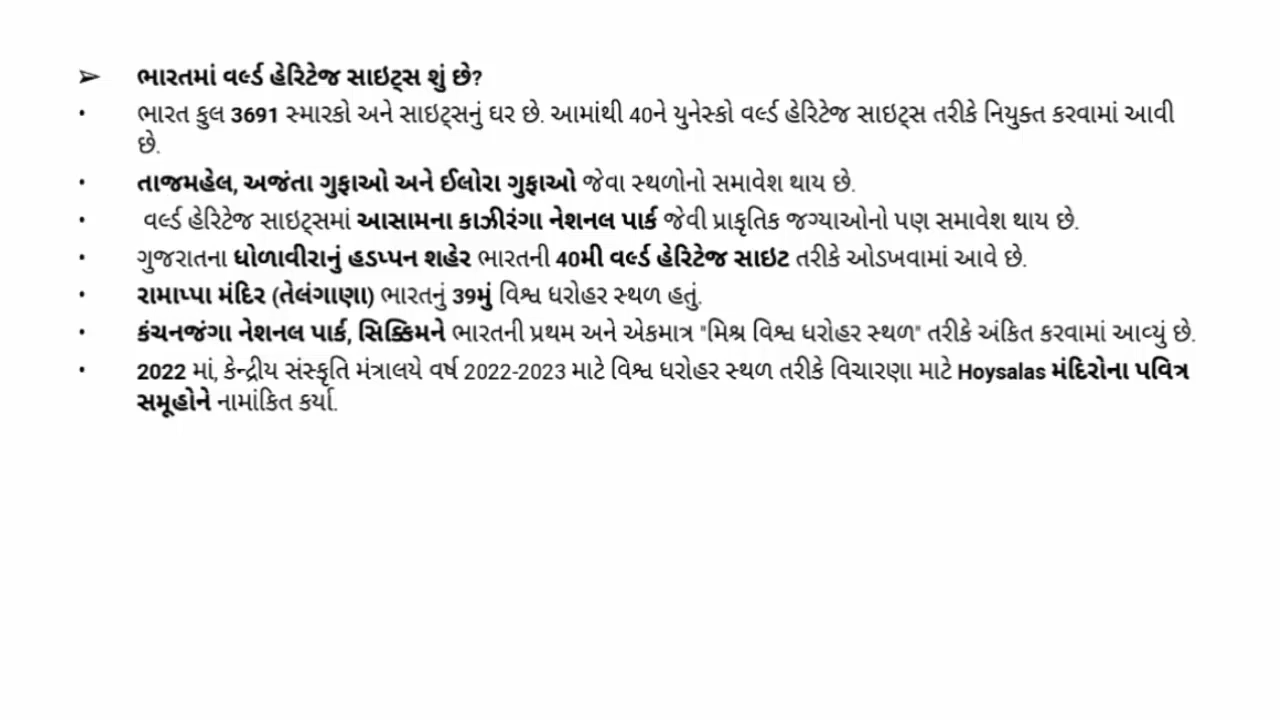 ➢ ભારતમાં વર્લ્ડ હેરિટેજ સાઇટ્સ શું છે?
• ભારત કુલ 3691 સ્મારકો અને સાઇટ્સનું ઘર છે. આમાંથી 40ને યુનેસ્કો વર્લ્ડ હેરિટેજ સાઇટ્સ તરીકે નિયુક્ત કરવામાં આવી
છે.
• તાજમહેલ, અજંતા ગુફાઓ અને ઈલોરા ગુફાઓ જેવા સ્થળોનો સમાવેશ થાય છે.
• વર્લ્ડ હેરિટેજ સાઇટ્સમાં આસામના કાઝીરંગા નેશનલ પાર્ક જેવી પ્રાકૃતિક જગ્યાઓનો પણ સમાવેશ થાય છે.
• ગુજરાતના ધોળાવીરાનું હડપ્પન શહેર ભારતની 40મી વર્લ્ડ હેરિટેજ સાઇટ તરીકે ઓડખવામાં આવે છે.
• રામાપ્પા મંદિર (તેલંગાણા) ભારતનું 39મું વિશ્વ ધરોહર સ્થળ હતું.
• કંચનજંગા નેશનલ પાર્ક, સિક્કિમને ભારતની પ્રથમ અને એકમાત્ર "મિશ્ર વિશ્વ ધરોહર સ્થળ" તરીકે અંકિત કરવામાં આવ્યું છે.
• 2022 માં, કેન્દ્રીય સંસ્કૃતિ મંત્રાલયે વર્ષ 2022-2023 માટે વિશ્વ ધરોહર સ્થળ તરીકે વિચારણા માટે Hoysalas મંદિરોના પવિત્ર
સમૂહોને નામાંકિત કર્યા.